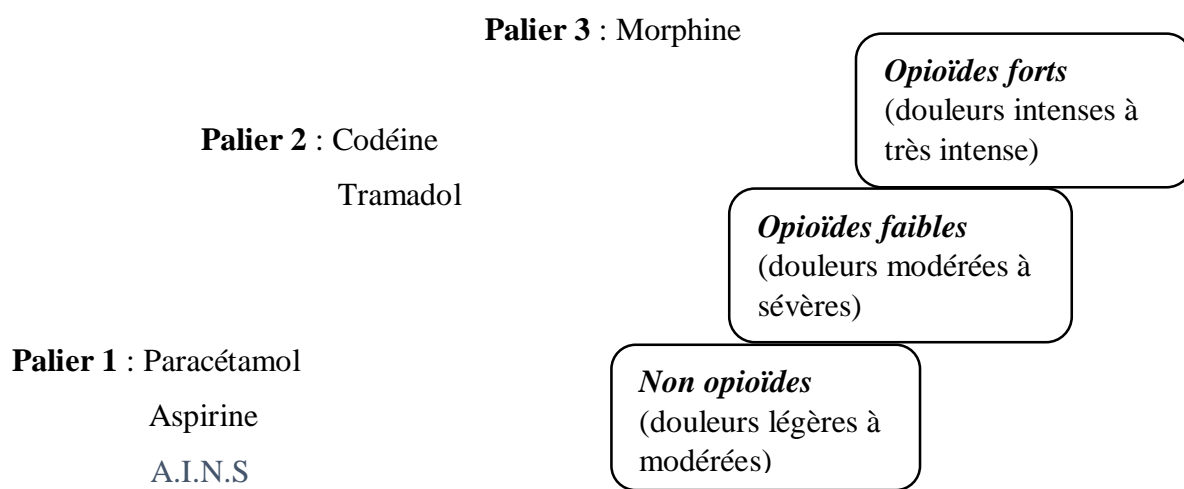 Palier 3 : Morphine
Opioïdes forts
(douleurs intenses à
très intense)
Palier 2 : Codéine
Tramadol
Opioïdes faibles
(douleurs modérées à
sévères)
Palier 1 : Paracétamol
Aspirine
A.I.N.S
Non opioïdes
(douleurs légères à
modérées)